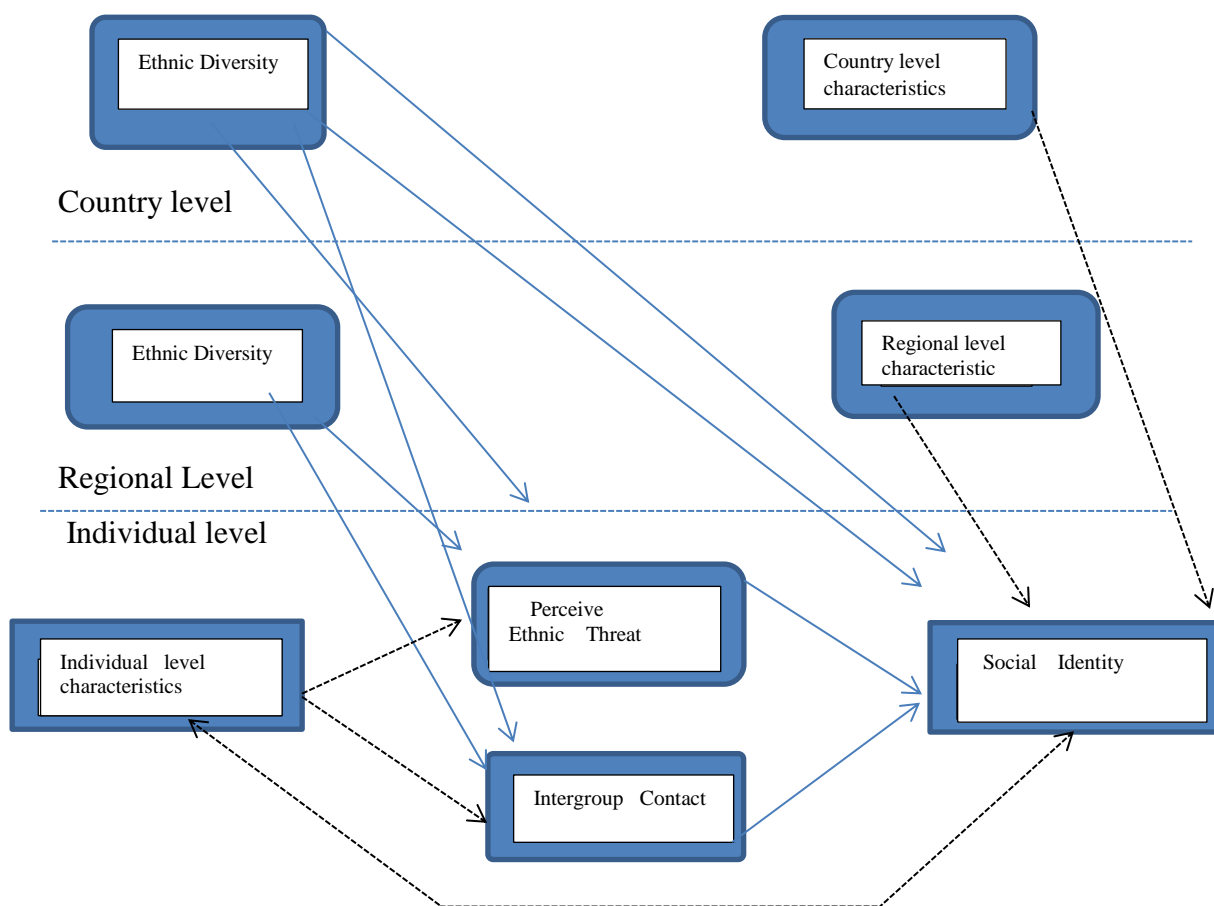 Ethnic Diversity
Country level
characteristics
Country level
Ethnic Diversity
Regional level
characteristic
Regional Level
Individual level
Perceive
Ethnic Threat
Individual level
characteristics
Social Identity
Intergroup Contact